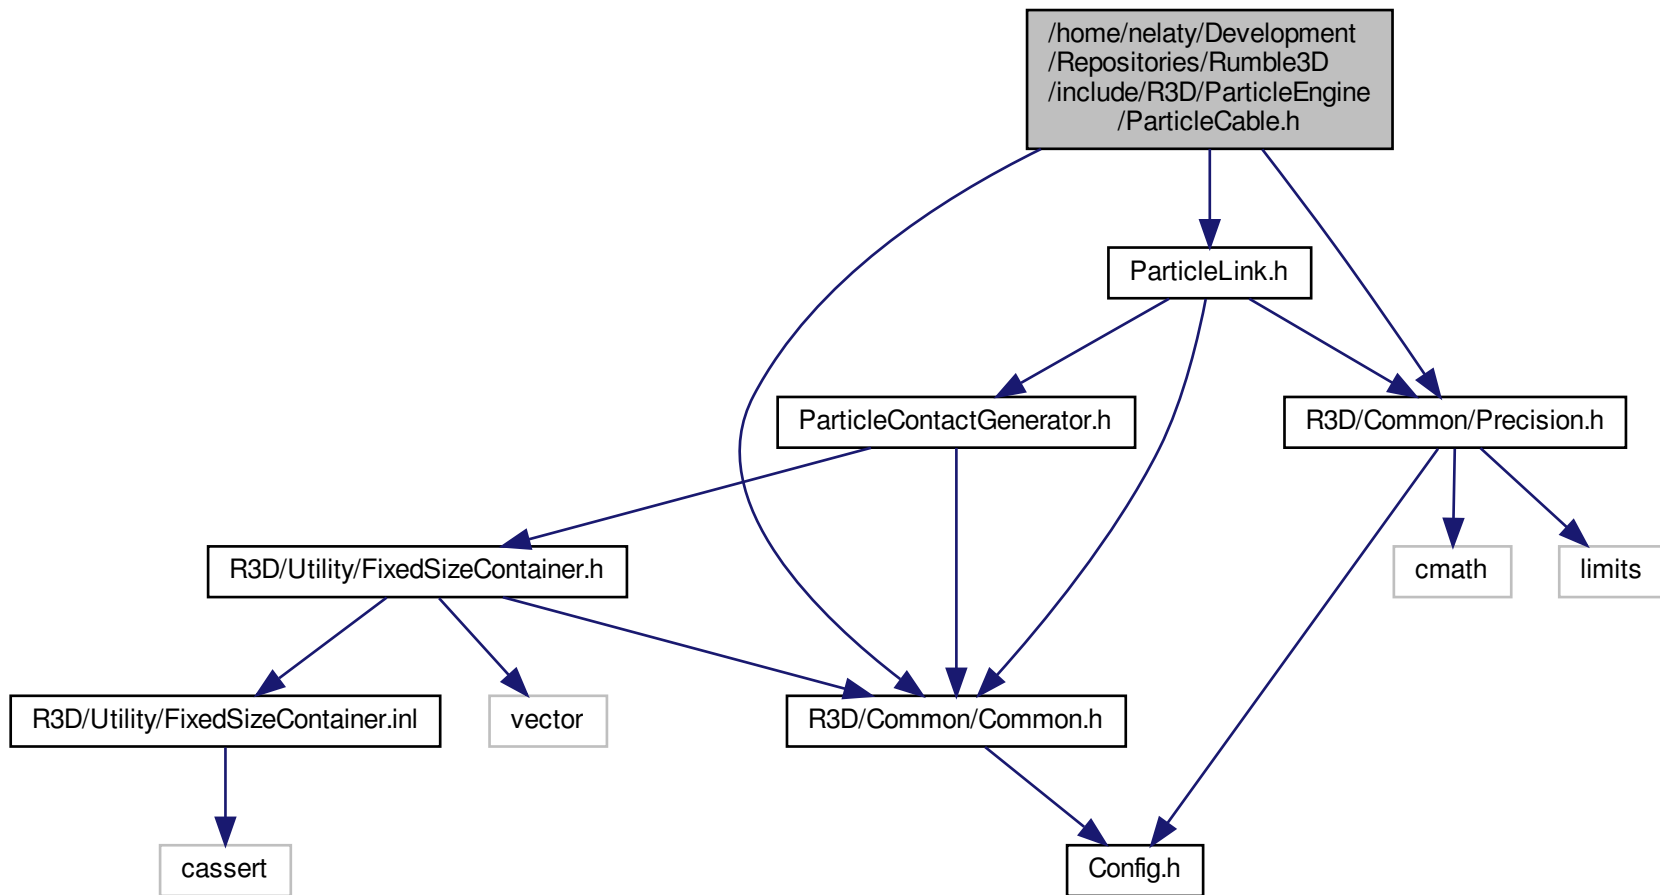 /home/nelaty/Development
/Repositories/Rumble3D
/include/R3D/ParticleEngine
/ParticleCable.h
ParticleLink.h
ParticleContactGenerator.h
R3D/Common/Precision.h
R3D/Utility/FixedSizeContainer.h
cmath
limits
R3D/Utility/FixedSizeContainer.inl
vector
R3D/Common/Common.h
cassert
Config.h